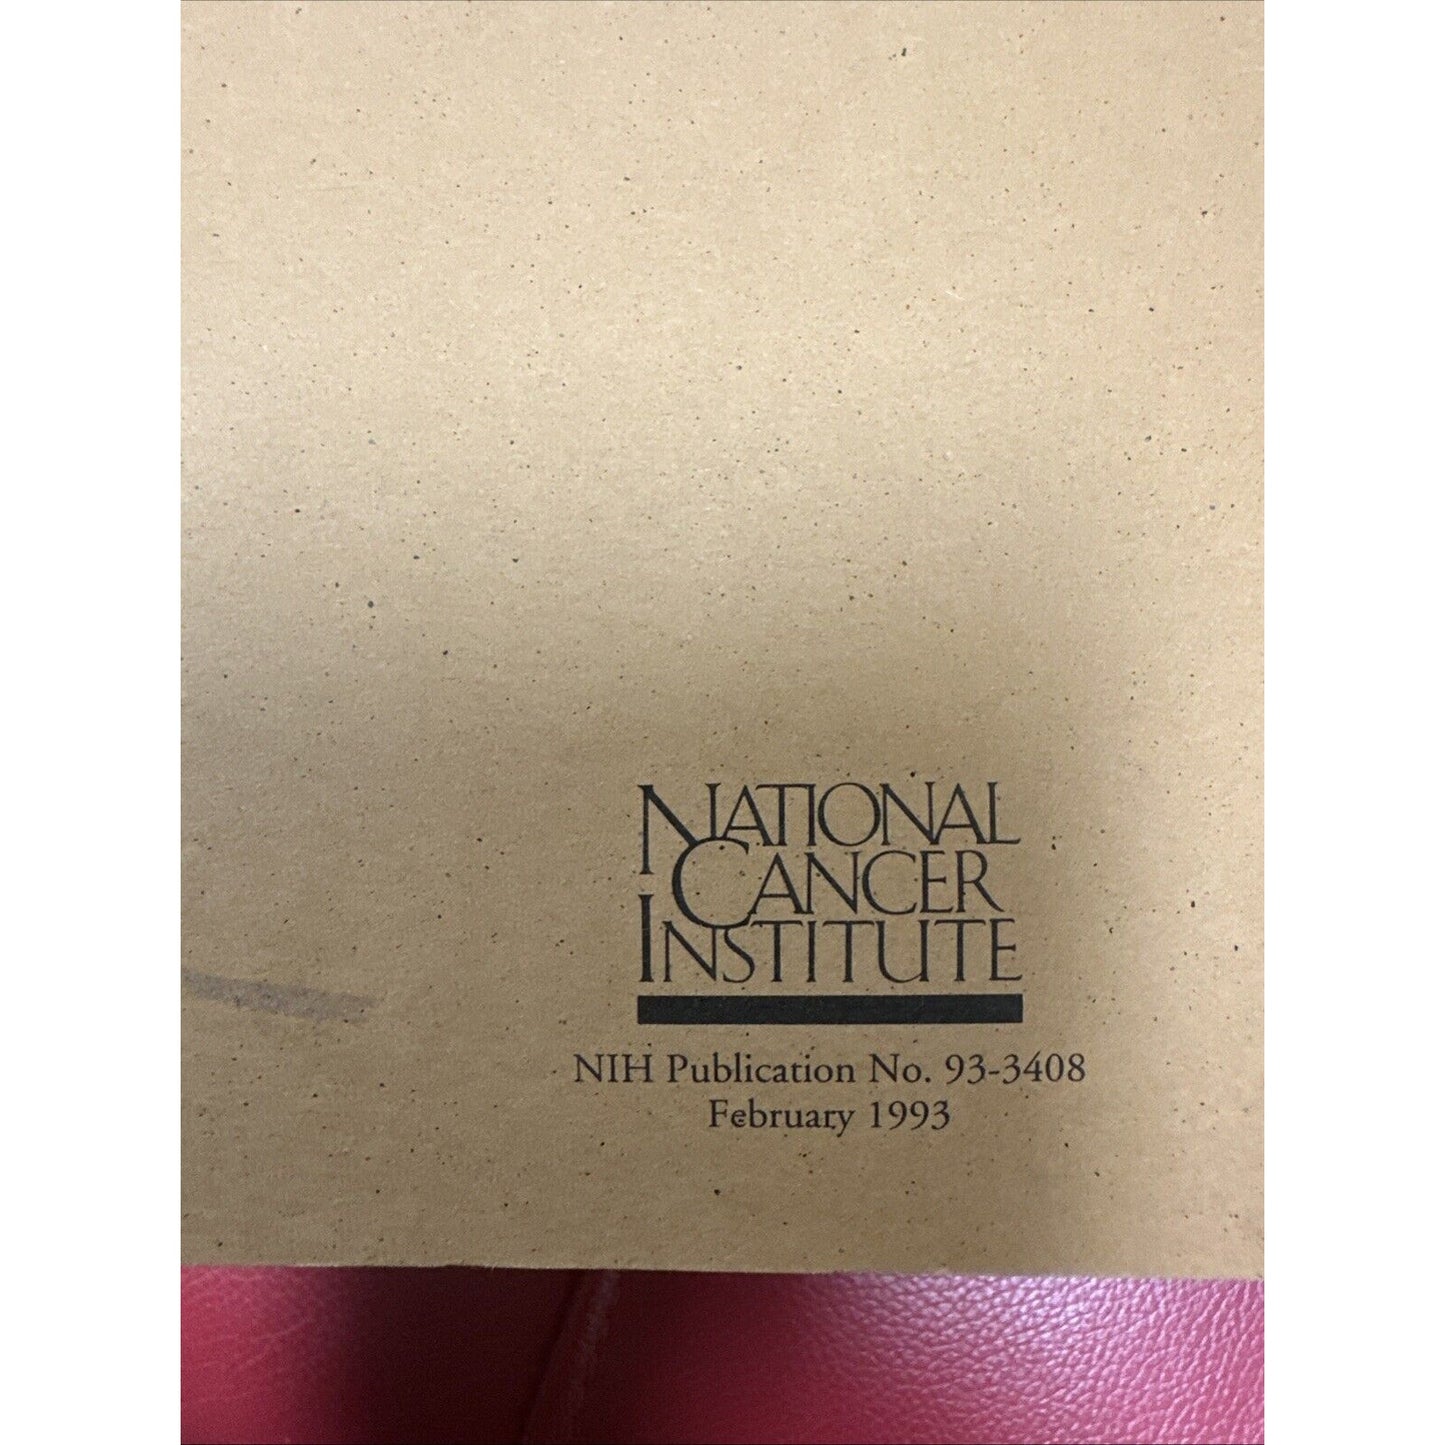 NATIONAL
CANCER
INSTITUTE
NIH Publication No. 93-3408
February 1993